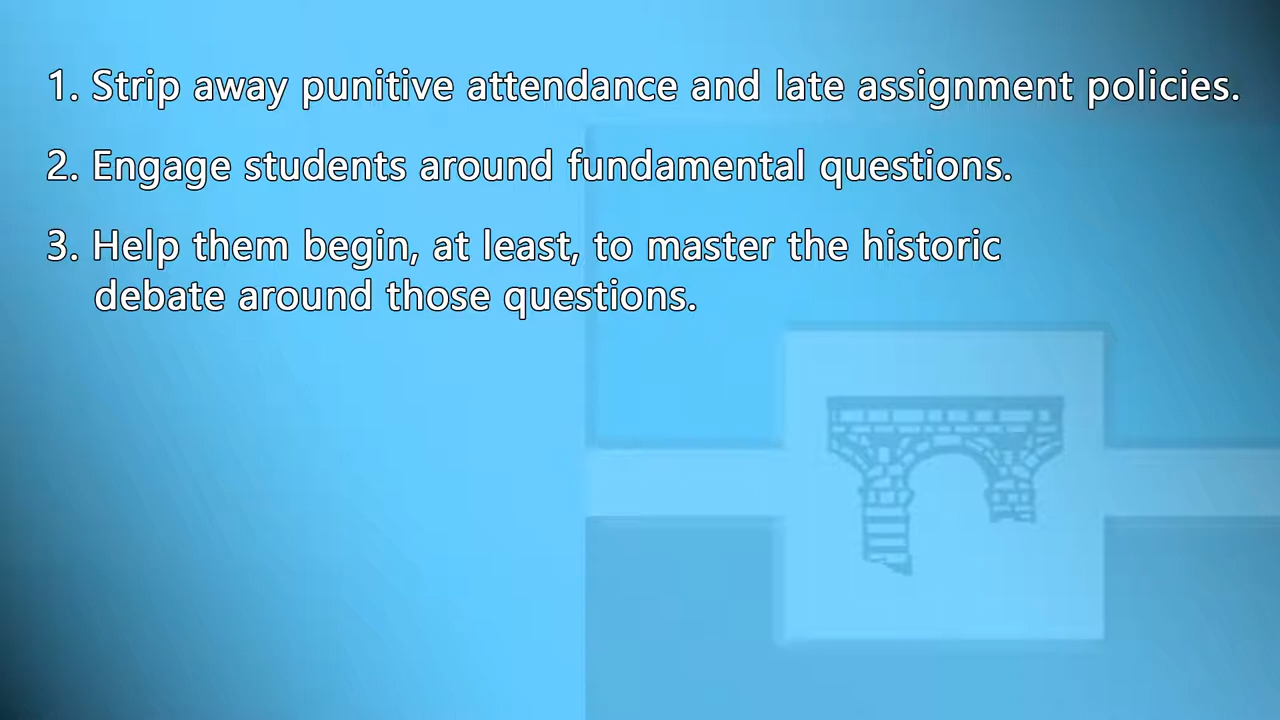 1. Strip away punitive attendance and late assignment policies.
2. Engage students around fundamental questions.
3. Help them begin, at least, to master the historic
debate around those questions.